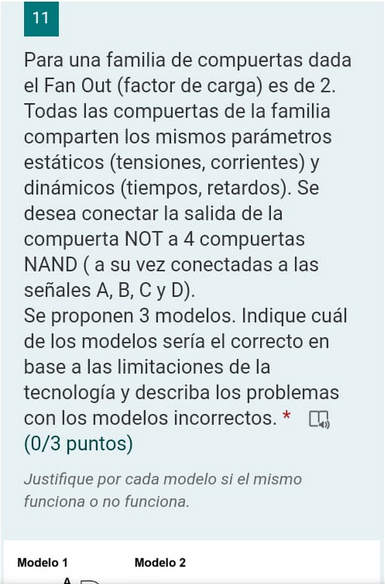 11
Para una familia de compuertas dada
el Fan Out (factor de carga) es de 2.
Todas las compuertas de la familia
comparten los mismos parámetros
estáticos (tensiones, corrientes) y
dinámicos (tiempos, retardos). Se
desea conectar la salida de la
compuerta NOT a 4 compuertas
NAND ( a su vez conectadas a las
señales A, B, C y D).
Se proponen 3 modelos. Indique cuál
de los modelos sería el correcto en
base a las limitaciones de la
tecnología y describa los problemas
con los modelos incorrectos. *
(0/3 puntos)
Justifique por cada modelo si el mismo
funciona o no funciona.
Modelo 1 Modelo 2
A